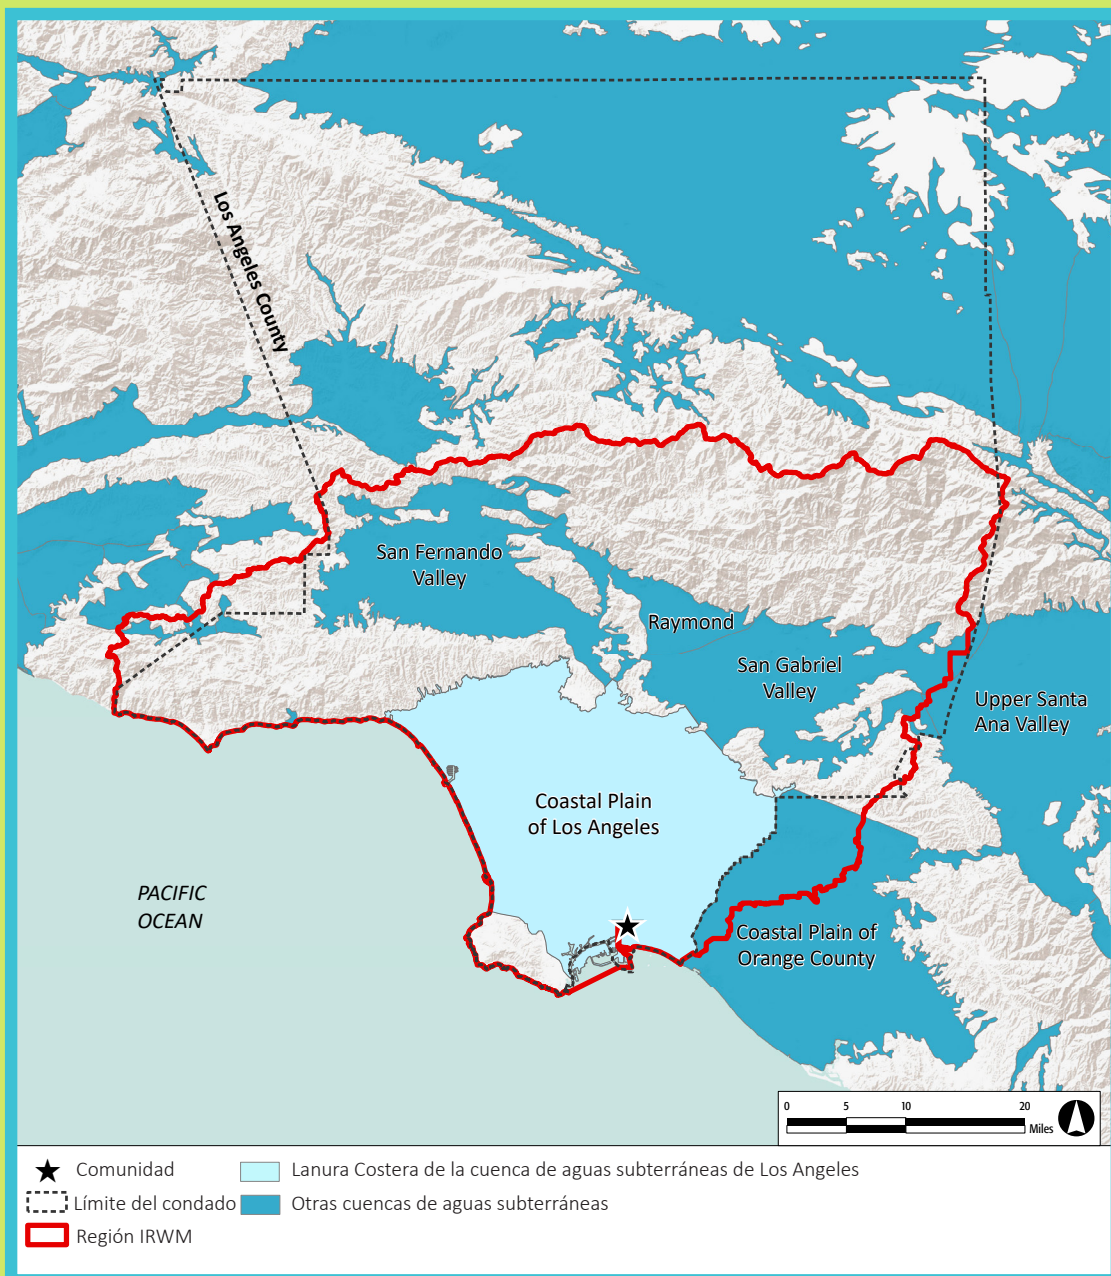 Los Angeles County
San Fernando
Valley
Raymond
San Gabriel
Valley
Upper Santa
Ana Valley
Coastal Plain
of Los Angeles
PACIFIC
OCEAN
Coastal Plain of
Orange County
0 5 10 20
Miles
Comunidad
Lanura Costera de la cuenca de aguas subterráneas de Los Angeles
Límite del condado
Otras cuencas de aguas subterráneas
Región IRWM